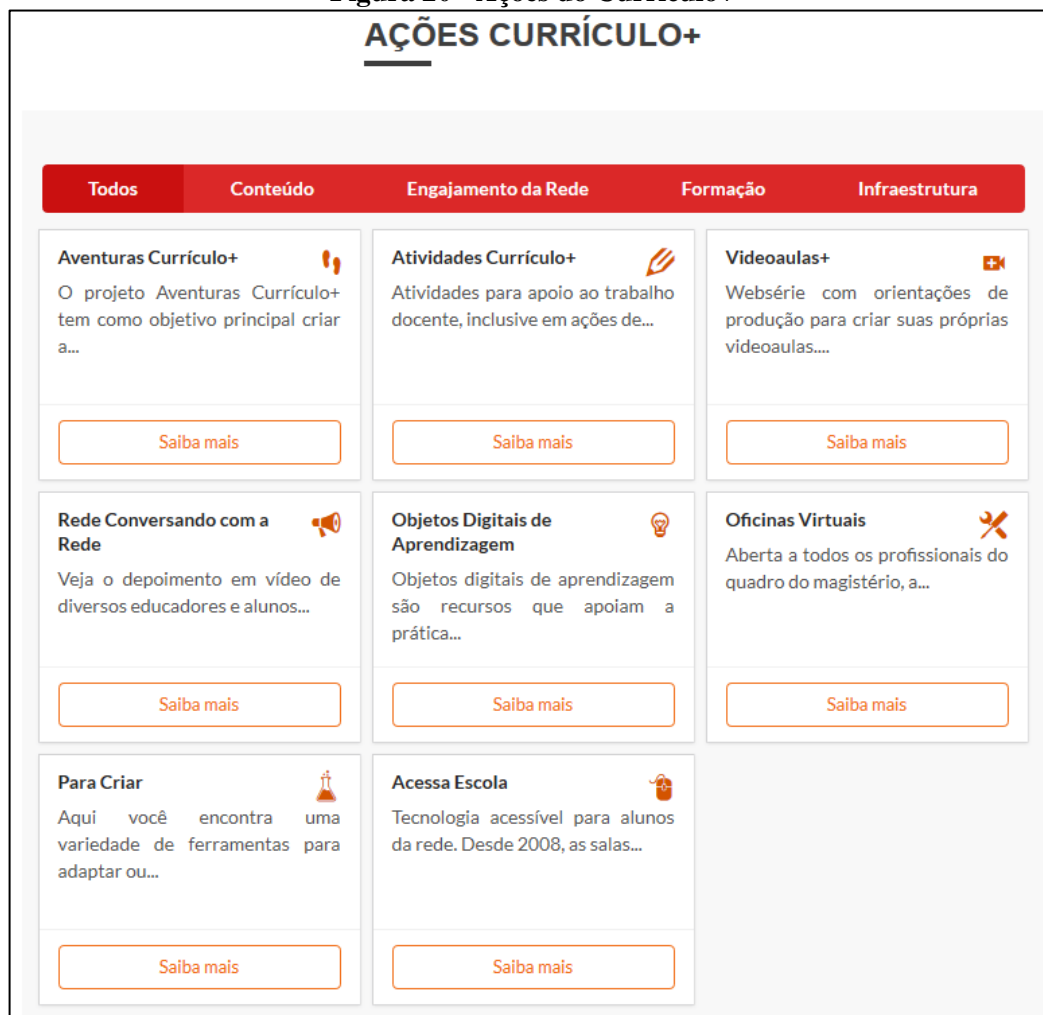 AÇÕES CURRÍCULO+
Todos Conteúdo Engajamento da Rede Formação Infraestrutura
Aventuras Currículo+
O projeto Aventuras Currículo+
tem como objetivo principal criar
a...
Saiba mais
Atividades Currículo+
Atividades para apoio ao trabalho
docente, inclusive em ações de...
Saiba mais
Videoaulas+
Websérie com orientações de
produção para criar suas próprias
videoaulas....
Saiba mais
Rede Conversando com a
Rede
Veja o depoimento em vídeo de
diversos educadores e alunos...
Saiba mais
Objetos Digitais de
Aprendizagem
Objetos digitais de aprendizagem
são recursos que apoiam a
prática...
Saiba mais
Oficinas Virtuais
Aberta a todos os profissionais do
quadro do magistério, a...
Saiba mais
Para Criar
Aqui você encontra uma
variedade de ferramentas para
adaptar ou...
Saiba mais
Acessa Escola
Tecnologia acessível para alunos
da rede. Desde 2008, as salas...
Saiba mais